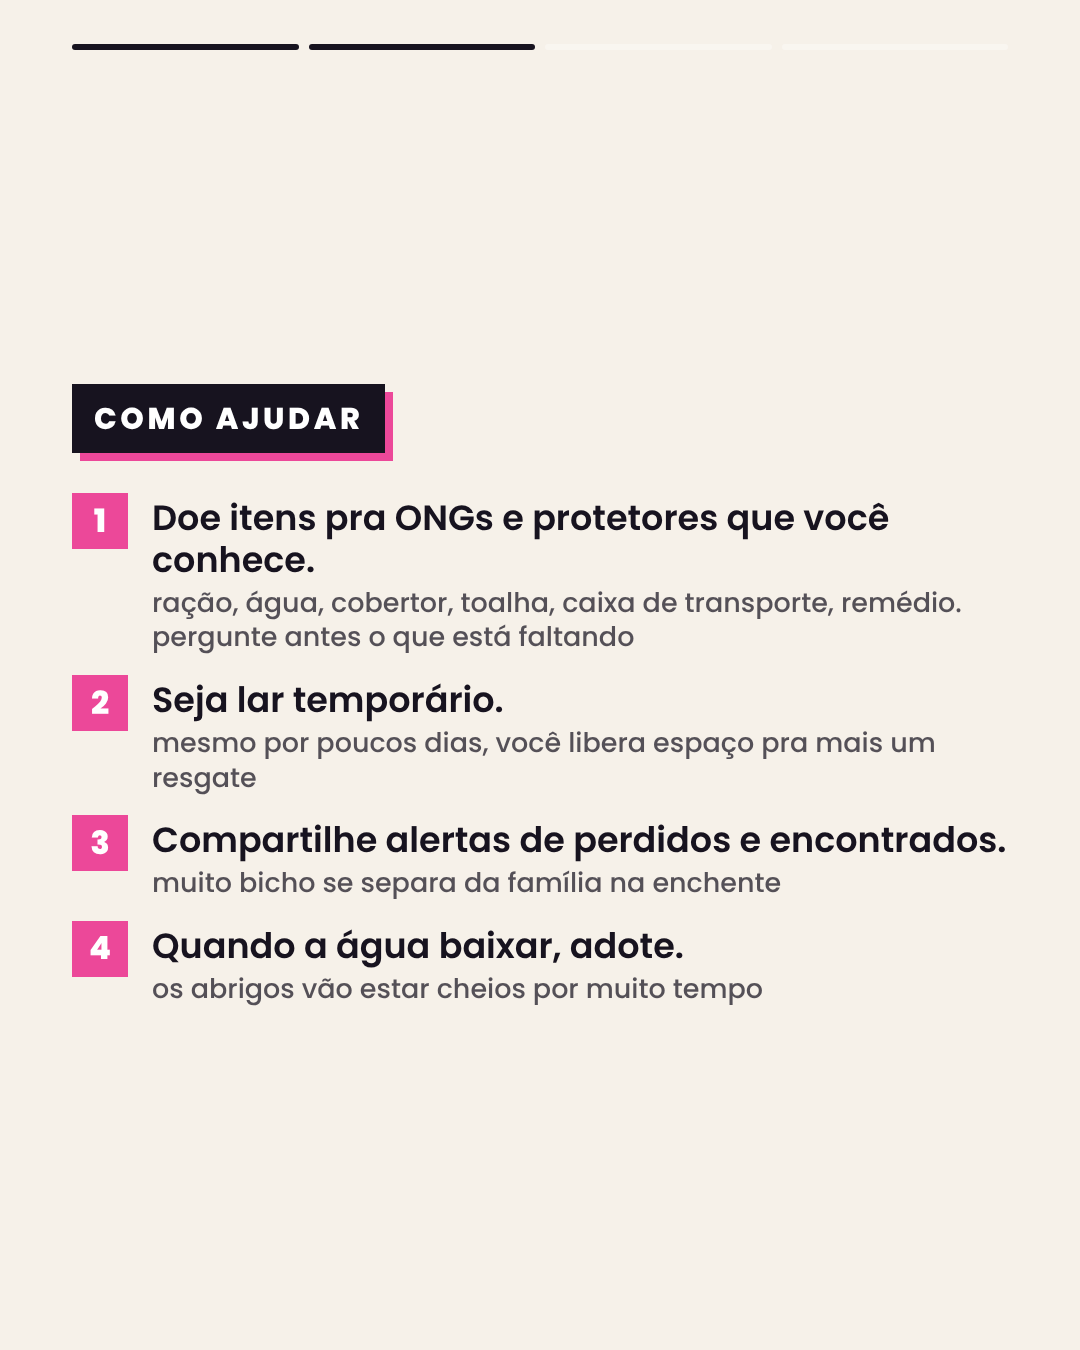 COMO AJUDAR
1
Doe itens pra ONGs e protetores que você
conhece.
ração, água, cobertor, toalha, caixa de transporte, remédio.
pergunte antes o que está faltando
2
Seja lar temporário.
mesmo por poucos dias, você libera espaço pra mais um
resgate
3
Compartilhe alertas de perdidos e encontrados.
muito bicho se separa da família na enchente
4
Quando a água baixar, adote.
os abrigos vão estar cheios por muito tempo